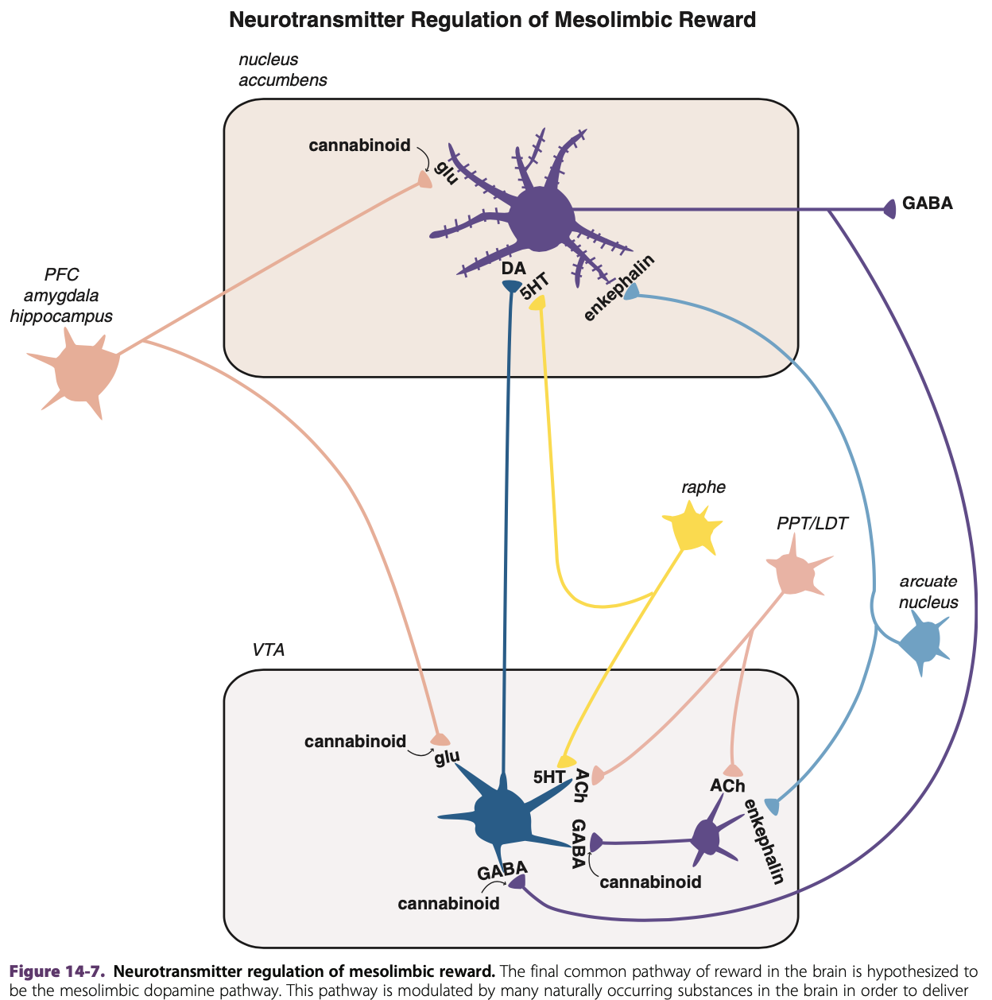 Neurotransmitter Regulation of Mesolimbic Reward
nucleus
accumbens
cannabinoid
glu
GABA
DA
5HT
enkephalin
PFC
amygdala
hippocampus
raphe
PPT/LDT
arcuate
nucleus
VTA
cannabinoid
glu
5HT
ACh
ACh
enkephalin
GABA
cannabinoid
GABA
cannabinoid
Figure 14-7. Neurotransmitter regulation of mesolimbic reward. The final common pathway of reward in the brain is hypothesized to
be the mesolimbic dopamine pathway. This pathway is modulated by many naturally occurring substances in the brain in order to deliver